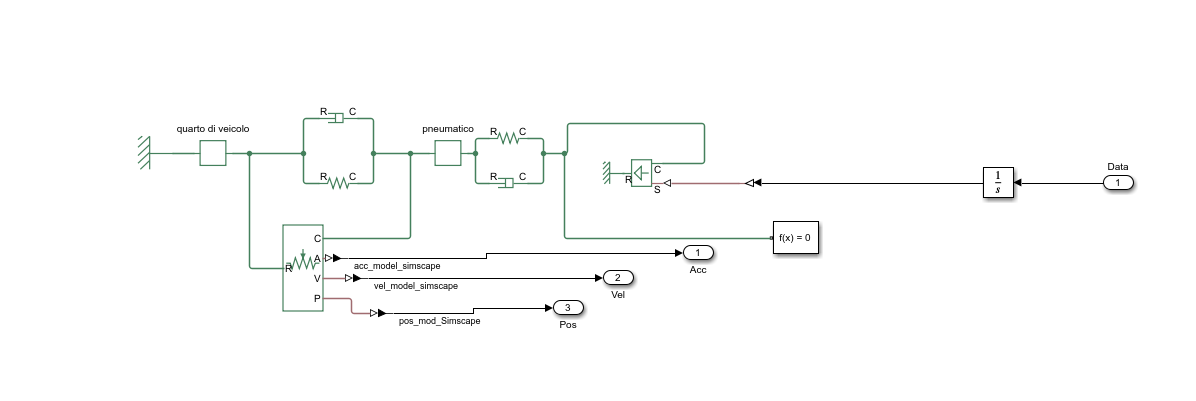 R C
quarto di veicolo
pneumatico
R C
R C
R C
C
R
S
1
s
Data
1
C
A
R
V
P
f(x) = 0
acc_model_simscape
1
Acc
vel_model_simscape
2
Vel
pos_mod_Simscape
3
Pos